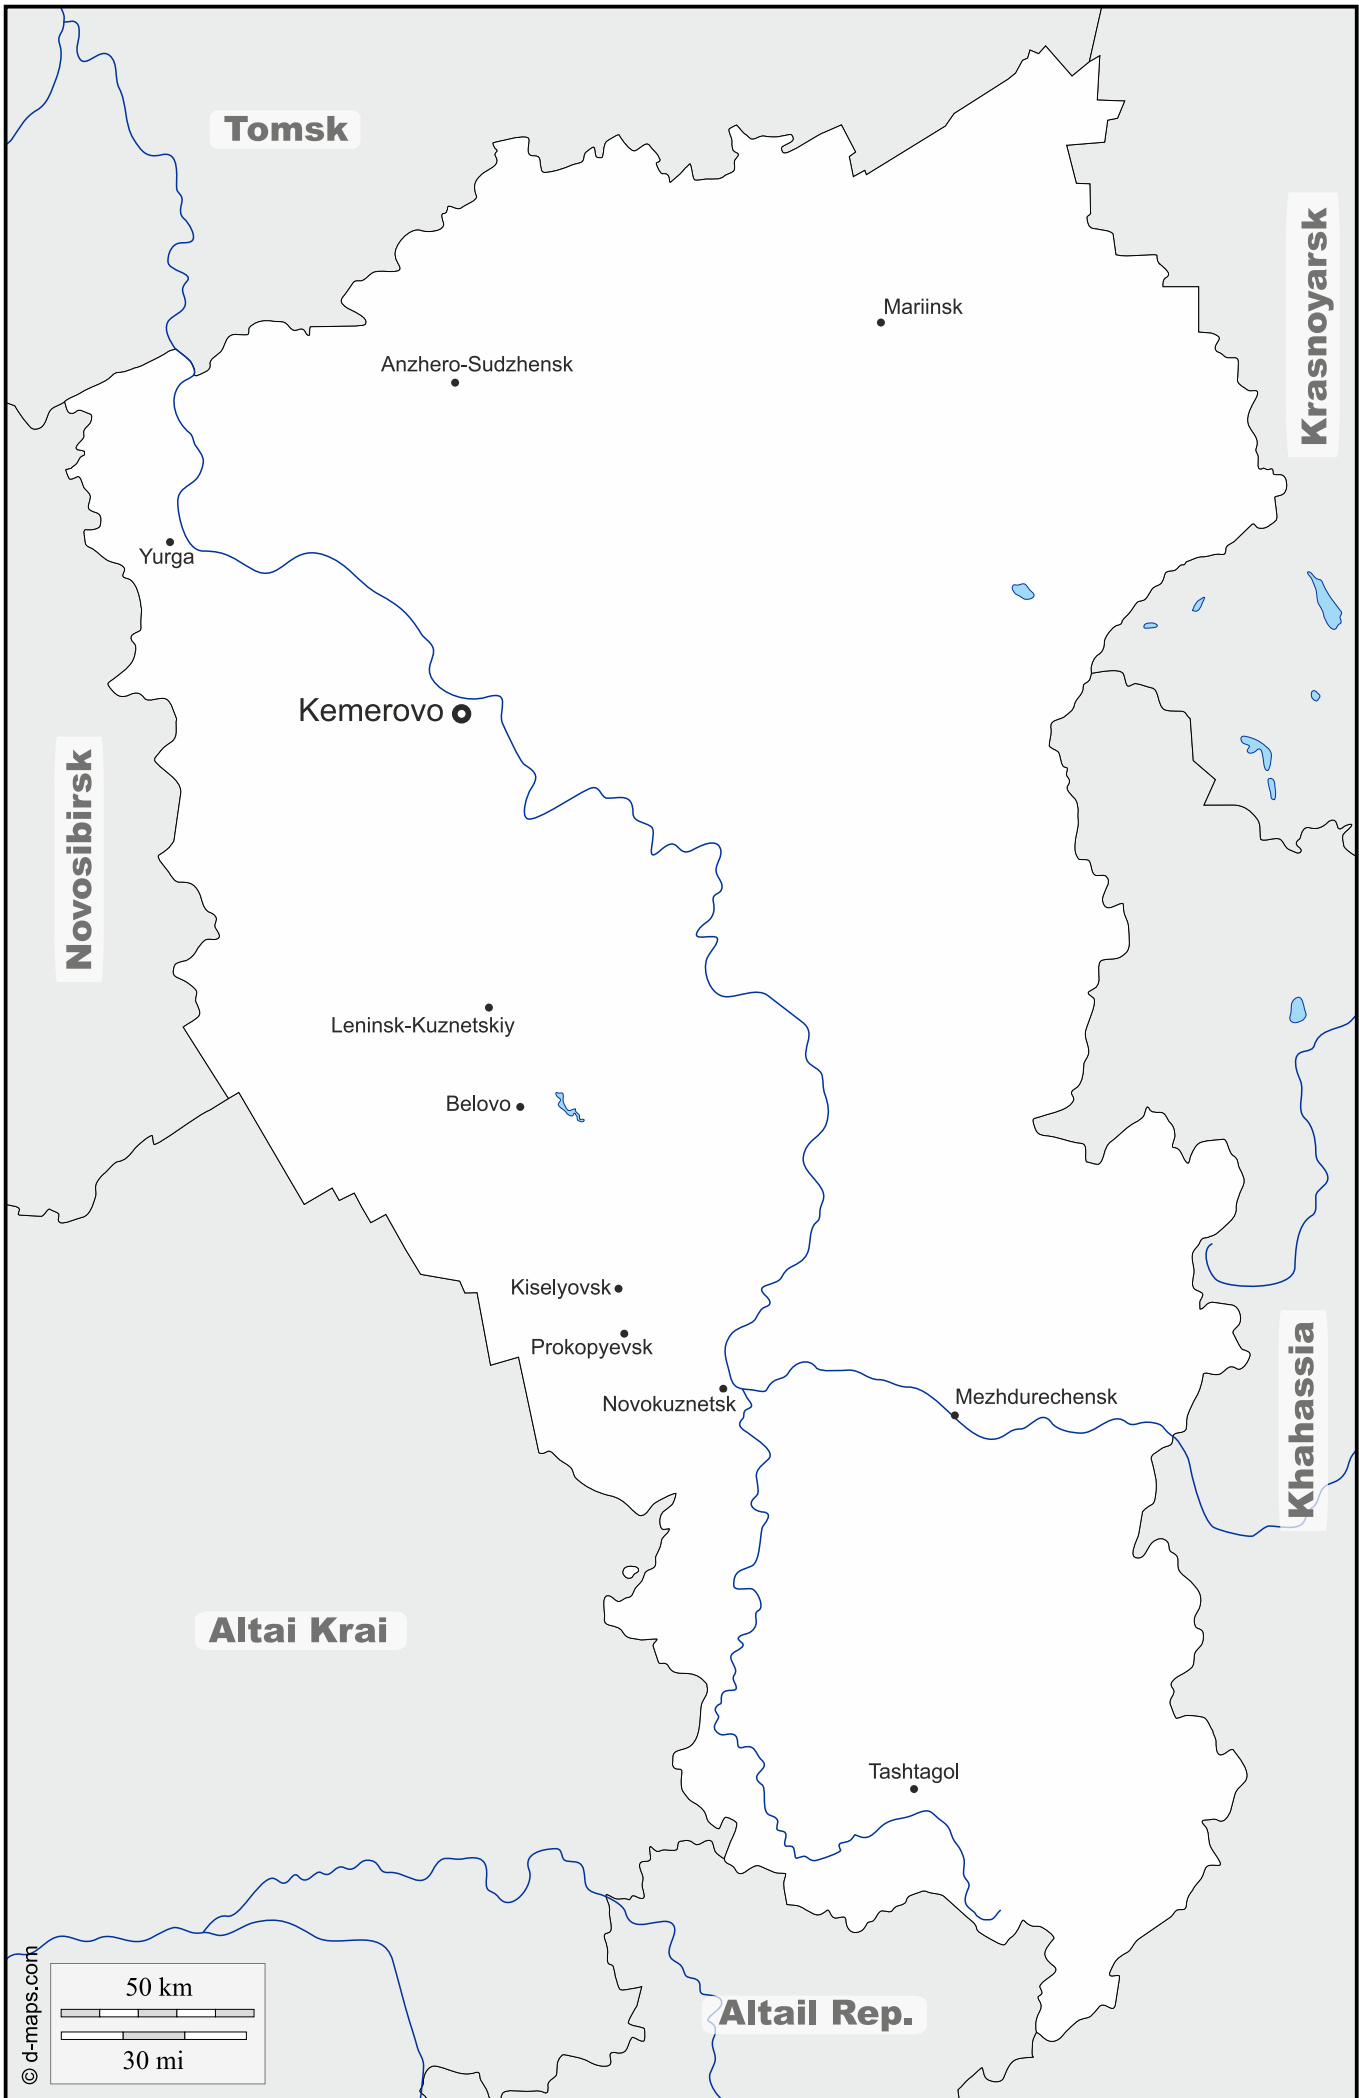 Tomsk
Krasnoyarsk
Mariinsk
Anzhero-Sudzhensk
Yurga
Kemerovo
Novosibirsk
Leninsk-Kuznetskiy
Belovo
Kiselyovsk
Prokopyevsk
Novokuznetsk
Mezhdurechensk
Khahassia
Altai Krai
Tashtagol
Altail Rep.
50 km
30 mi
© d-maps.com